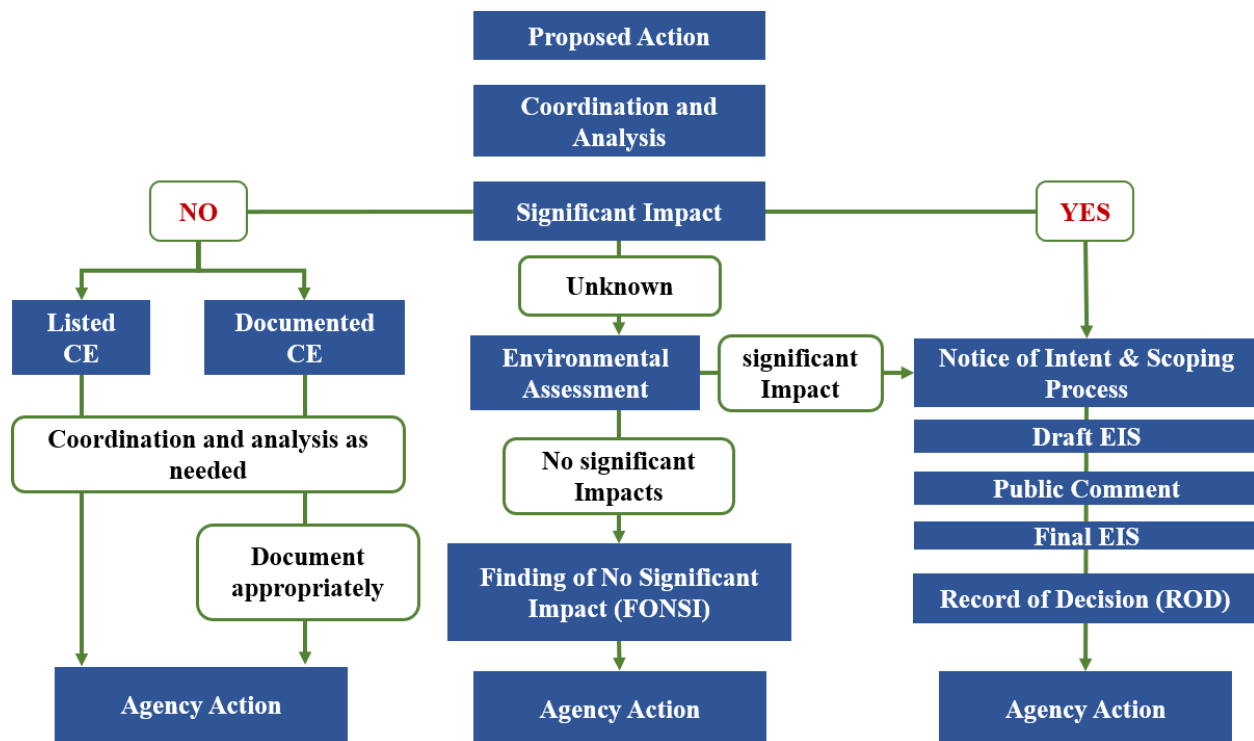 Proposed Action
Coordination and
Analysis
NO
Significant Impact
YES
Unknown
Listed
CE
Documented
CE
Environmental
Assessment
significant
Impact
Notice of Intent & Scoping
Process
Coordination and analysis as
needed
No significant
Impacts
Draft EIS
Public Comment
Final EIS
Document
appropriately
Finding of No Significant
Impact (FONSI)
Record of Decision (ROD)
Agency Action
Agency Action
Agency Action